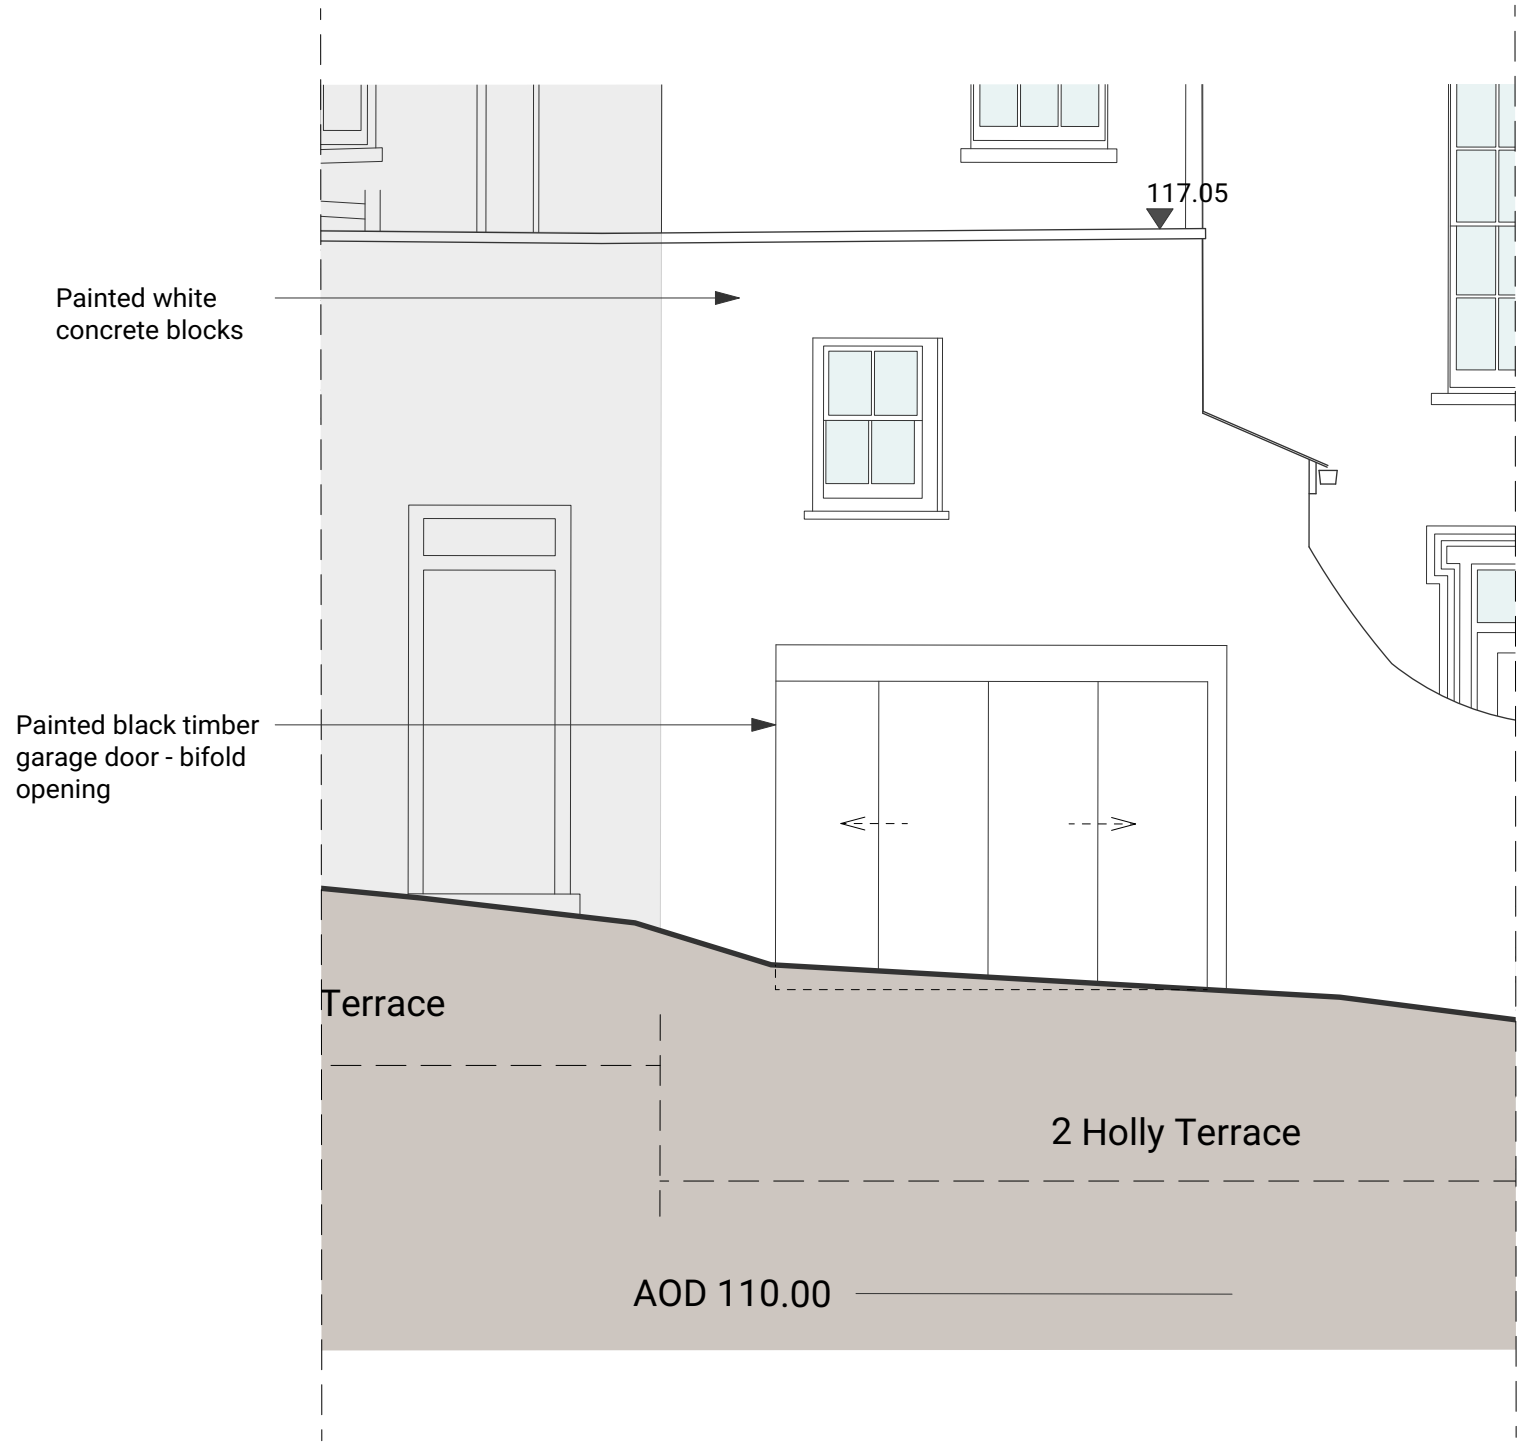 117.05
Painted white
concrete blocks
Painted black timber
garage door - bifold
opening
Terrace
2 Holly Terrace
AOD 110.00